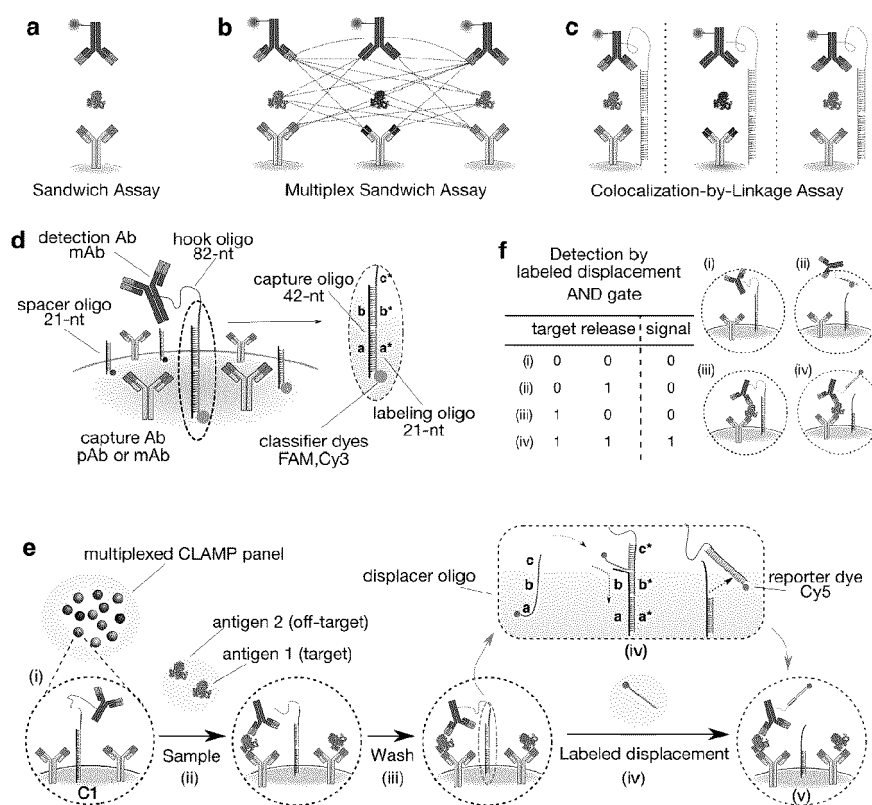 a
b
c
Sandwich Assay
Multiplex Sandwich Assay
Colocalization-by-Linkage Assay
d
detection Ab
mAb
hook oligo
82-nt
spacer oligo
21-nt
capture oligo
42-nt
c*
b b*
a a*
labeling oligo
21-nt
classifier dyes
FAM,Cy3
capture Ab
pAb or mAb
f
Detection by
labeled displacement
AND gate
target release signal
(i) 0 0 0
(ii) 0 1 0
(iii) 1 0 0
(iv) 1 1 1
(i)
(ii)
(iii)
(iv)
e
multiplexed CLAMP panel
antigen 2 (off-target)
antigen 1 (target)
displacer oligo
c
b
a
c*
b b*
a a*
reporter dye
Cy5
(iv)
(i)
C1
Sample
(ii)
Wash
(iii)
Labeled displacement
(iv)
(v)